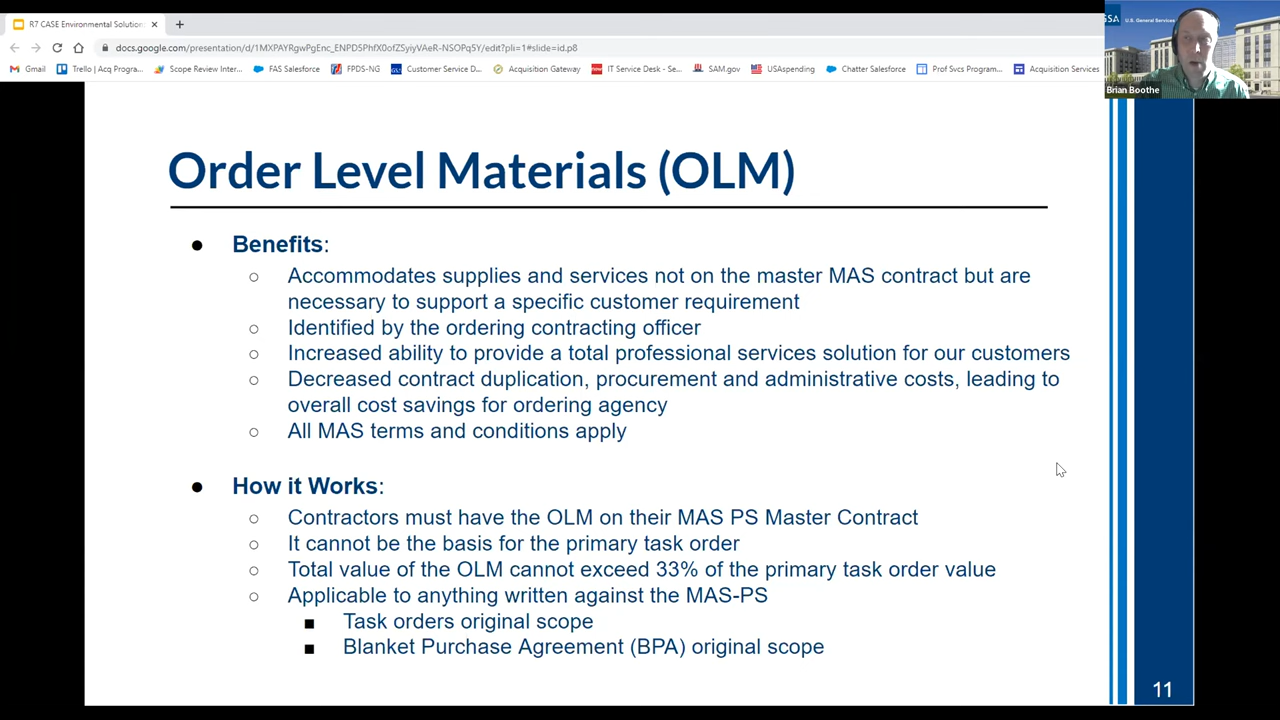 R7 CASE Environmental Solution
docs.google.com/presentation/d/1MXPAYRgwPgEnc_ENPD5PhfX0ofZSyiyVAeR-NSOPq5Y/edit?pli=1#slide=id.p8
Gmail
Trello | Acq Progra...
Scope Review Inter...
FAS Salesforce
FPDS-NG
Customer Service D...
Acquisition Gateway
IT Service Desk - Se...
SAM.gov
USAspending
Chatter Salesforce
Prof Svcs Program...
Acquisition Services
GSA
U.S. General Services
Brian Boothe
Order Level Materials (OLM)
● Benefits:
○ Accommodates supplies and services not on the master MAS contract but are
necessary to support a specific customer requirement
○ Identified by the ordering contracting officer
○ Increased ability to provide a total professional services solution for our customers
○ Decreased contract duplication, procurement and administrative costs, leading to
overall cost savings for ordering agency
○ All MAS terms and conditions apply
● How it Works:
○ Contractors must have the OLM on their MAS PS Master Contract
○ It cannot be the basis for the primary task order
○ Total value of the OLM cannot exceed 33% of the primary task order value
○ Applicable to anything written against the MAS-PS
■ Task orders original scope
■ Blanket Purchase Agreement (BPA) original scope
11